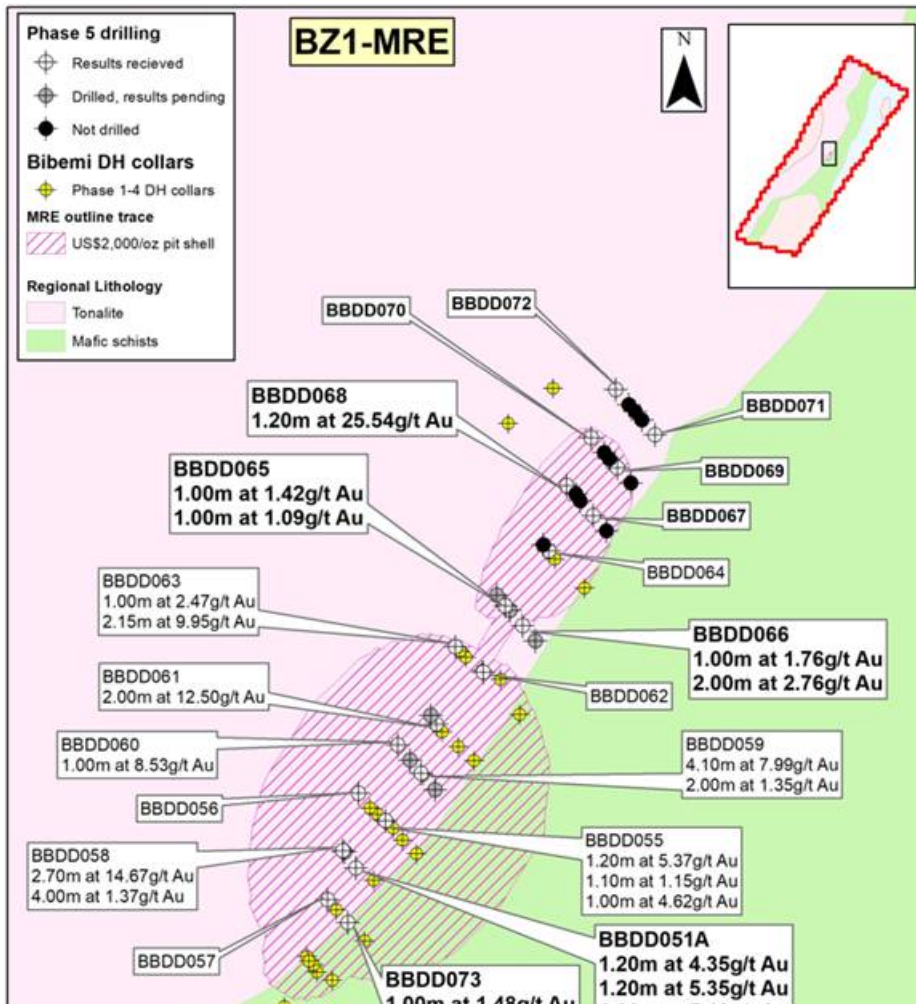 BZ1-MRE
N
Phase 5 drilling
Results recieved
Drilled, results pending
Not drilled
Bibemi DH collars
Phase 1-4 DH collars
MRE outline trace
US$2,000/oz pit shell
Regional Lithology
Tonalite
Mafic schists
BBDD072
BBDD070
BBDD071
BBDD068
1.20m at 25.54g/t Au
BBDD069
BBDD065
1.00m at 1.42g/t Au
1.00m at 1.09g/t Au
BBDD067
BBDD064
BBDD063
1.00m at 2.47g/t Au
2.15m at 9.95g/t Au
BBDD066
1.00m at 1.76g/t Au
2.00m at 2.76g/t Au
BBDD061
2.00m at 12.50g/t Au
BBDD062
BBDD060
1.00m at 8.53g/t Au
BBDD059
4.10m at 7.99g/t Au
2.00m at 1.35g/t Au
BBDD056
BBDD055
1.20m at 5.37g/t Au
1.10m at 1.15g/t Au
1.00m at 4.62g/t Au
BBDD058
2.70m at 14.67g/t Au
4.00m at 1.37g/t Au
BBDD057
BBDD051A
1.20m at 4.35g/t Au
1.20m at 5.35g/t Au
BBDD073
1.00m at 1.48g/t Au